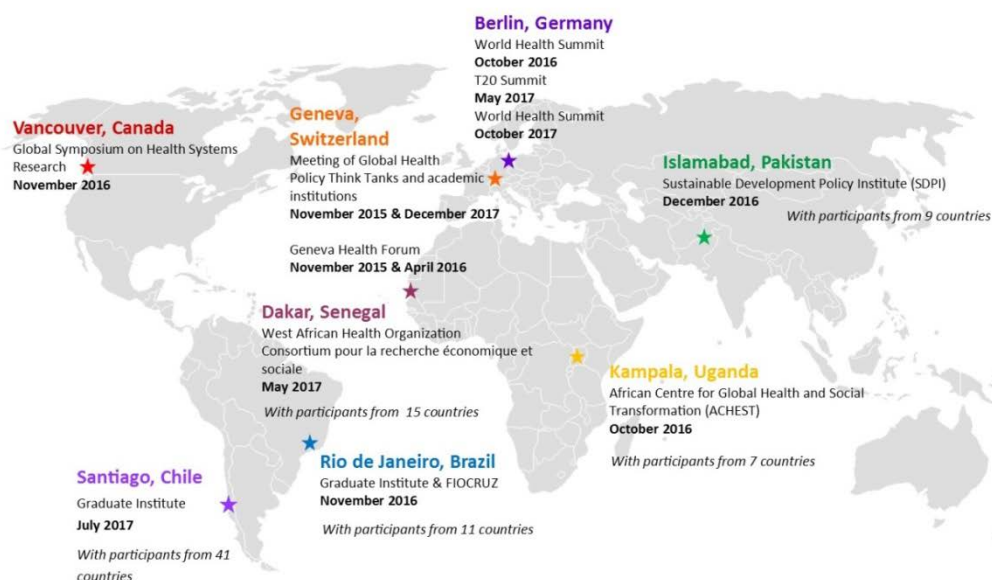 Berlin, Germany
World Health Summit
October 2016
T20 Summit
May 2017
World Health Summit
October 2017
Geneva,
Switzerland
Meeting of Global Health
Policy Think Tanks and academic
institutions
November 2015 & December 2017
Geneva Health Forum
November 2015 & April 2016
Vancouver, Canada
Global Symposium on Health Systems
Research
November 2016
Islamabad, Pakistan
Sustainable Development Policy Institute (SDPI)
December 2016
With participants from 9 countries
Dakar, Senegal
West African Health Organization
Consortium pour la recherche économique et
sociale
May 2017
With participants from 15 countries
Kampala, Uganda
African Centre for Global Health and Social
Transformation (ACHEST)
October 2016
With participants from 7 countries
Rio de Janeiro, Brazil
Graduate Institute & FIOCRUZ
November 2016
With participants from 11 countries
Santiago, Chile
Graduate Institute
July 2017
With participants from 41
countries